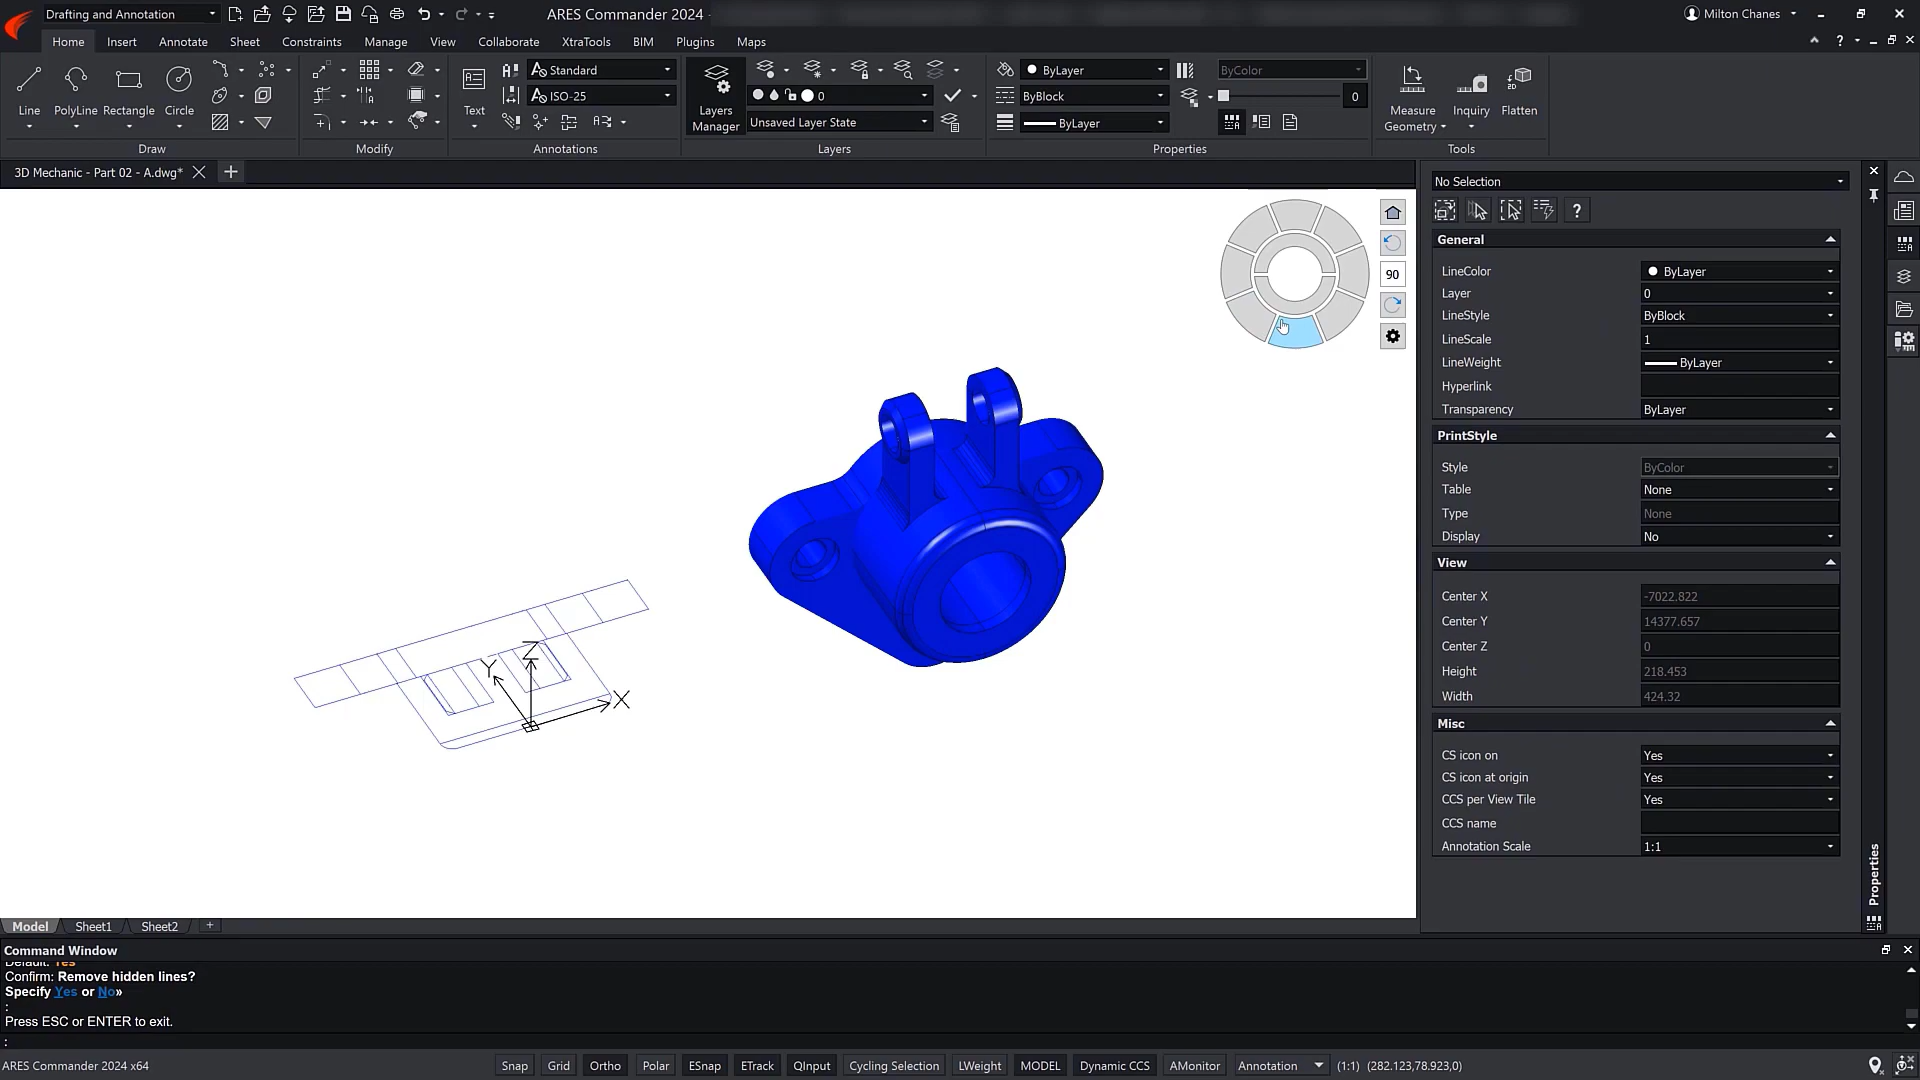 Drafting and Annotation
ARES Commander 2024 -
Milton Chanes
Home Insert Annotate Sheet Constraints Manage View Collaborate XtraTools BIM Plugins Maps
Line PolyLine Rectangle Circle
Draw
Modify
Text
Standard
ISO-25
Annotations
Layers
Manager
0
Unsaved Layer State
Layers
ByLayer
ByBlock
ByLayer
ByColor
0
Properties
Measure
Geometry
Inquiry
Flatten
2D
Tools
3D Mechanic - Part 02 - A.dwg*
90
Z
Y
X
No Selection
General
LineColor ByLayer
Layer 0
LineStyle ByBlock
LineScale 1
LineWeight ByLayer
Hyperlink
Transparency ByLayer
PrintStyle
Style ByColor
Table None
Type None
Display No
View
Center X -7022.822
Center Y 14377.657
Center Z 0
Height 218.453
Width 424.32
Misc
CS icon on Yes
CS icon at origin Yes
CCS per View Tile Yes
CCS name
Annotation Scale 1:1
Properties
Model Sheet1 Sheet2
Command Window
Default: Yes
Confirm: Remove hidden lines?
Specify Yes or No»
:
Press ESC or ENTER to exit.
:
ARES Commander 2024 x64
Snap Grid Ortho Polar ESnap ETrack QInput Cycling Selection LWeight MODEL Dynamic CCS AMonitor Annotation (1:1) (282.123,78.923,0)